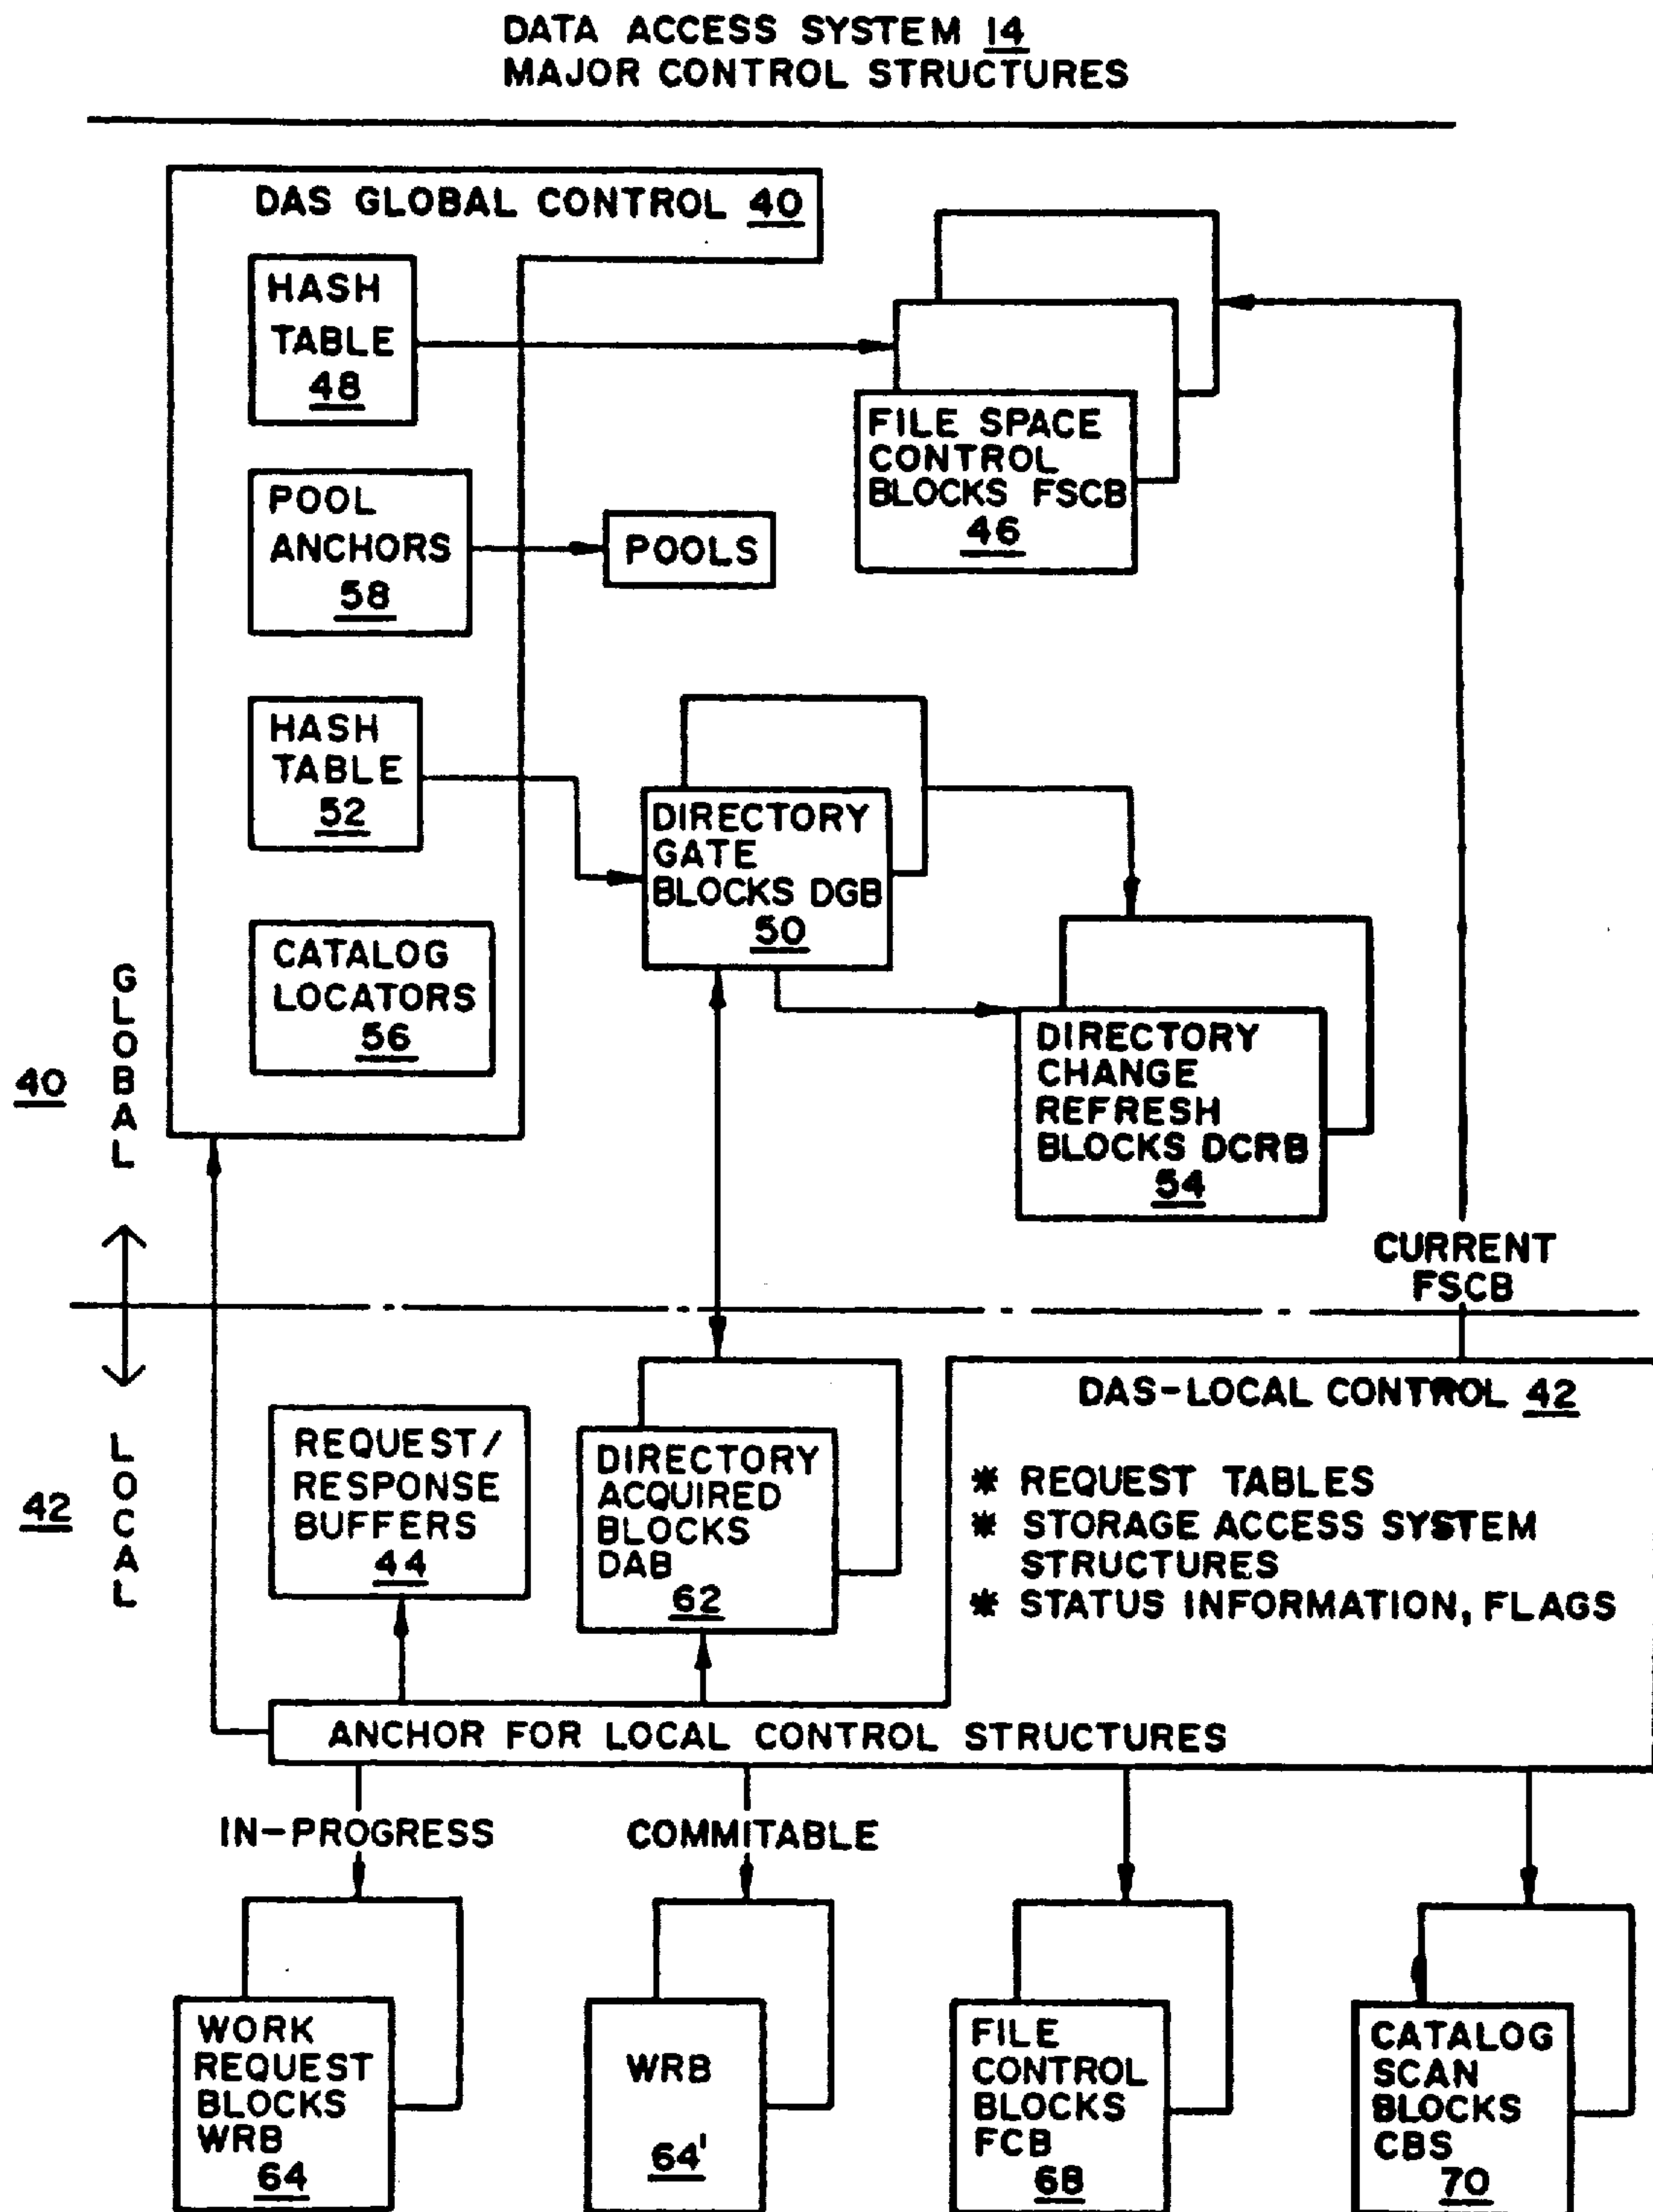 DATA ACCESS SYSTEM 14
MAJOR CONTROL STRUCTURES
DAS GLOBAL CONTROL 40
HASH
TABLE
48
FILE SPACE
CONTROL
BLOCKS FSCB
46
POOL
ANCHORS
58
POOLS
HASH
TABLE
52
DIRECTORY
GATE
BLOCKS DGB
50
CATALOG
LOCATORS
56
DIRECTORY
CHANGE
REFRESH
BLOCKS DCRB
54
40
GLOBAL
CURRENT
FSCB
42
LOCAL
REQUEST/
RESPONSE
BUFFERS
44
DIRECTORY
ACQUIRED
BLOCKS
DAB
62
DAS-LOCAL CONTROL 42
* REQUEST TABLES
* STORAGE ACCESS SYSTEM
STRUCTURES
* STATUS INFORMATION, FLAGS
ANCHOR FOR LOCAL CONTROL STRUCTURES
IN-PROGRESS
COMMITABLE
WORK
REQUEST
BLOCKS
WRB
64
WRB
64'
FILE
CONTROL
BLOCKS
FCB
68
CATALOG
SCAN
BLOCKS
CBS
70